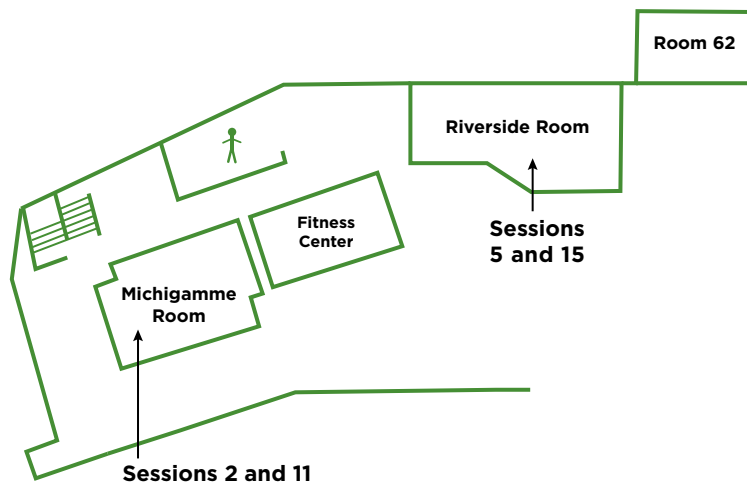 Room 62
Riverside Room
Fitness
Center
Sessions
5 and 15
Michigamme
Room
Sessions 2 and 11